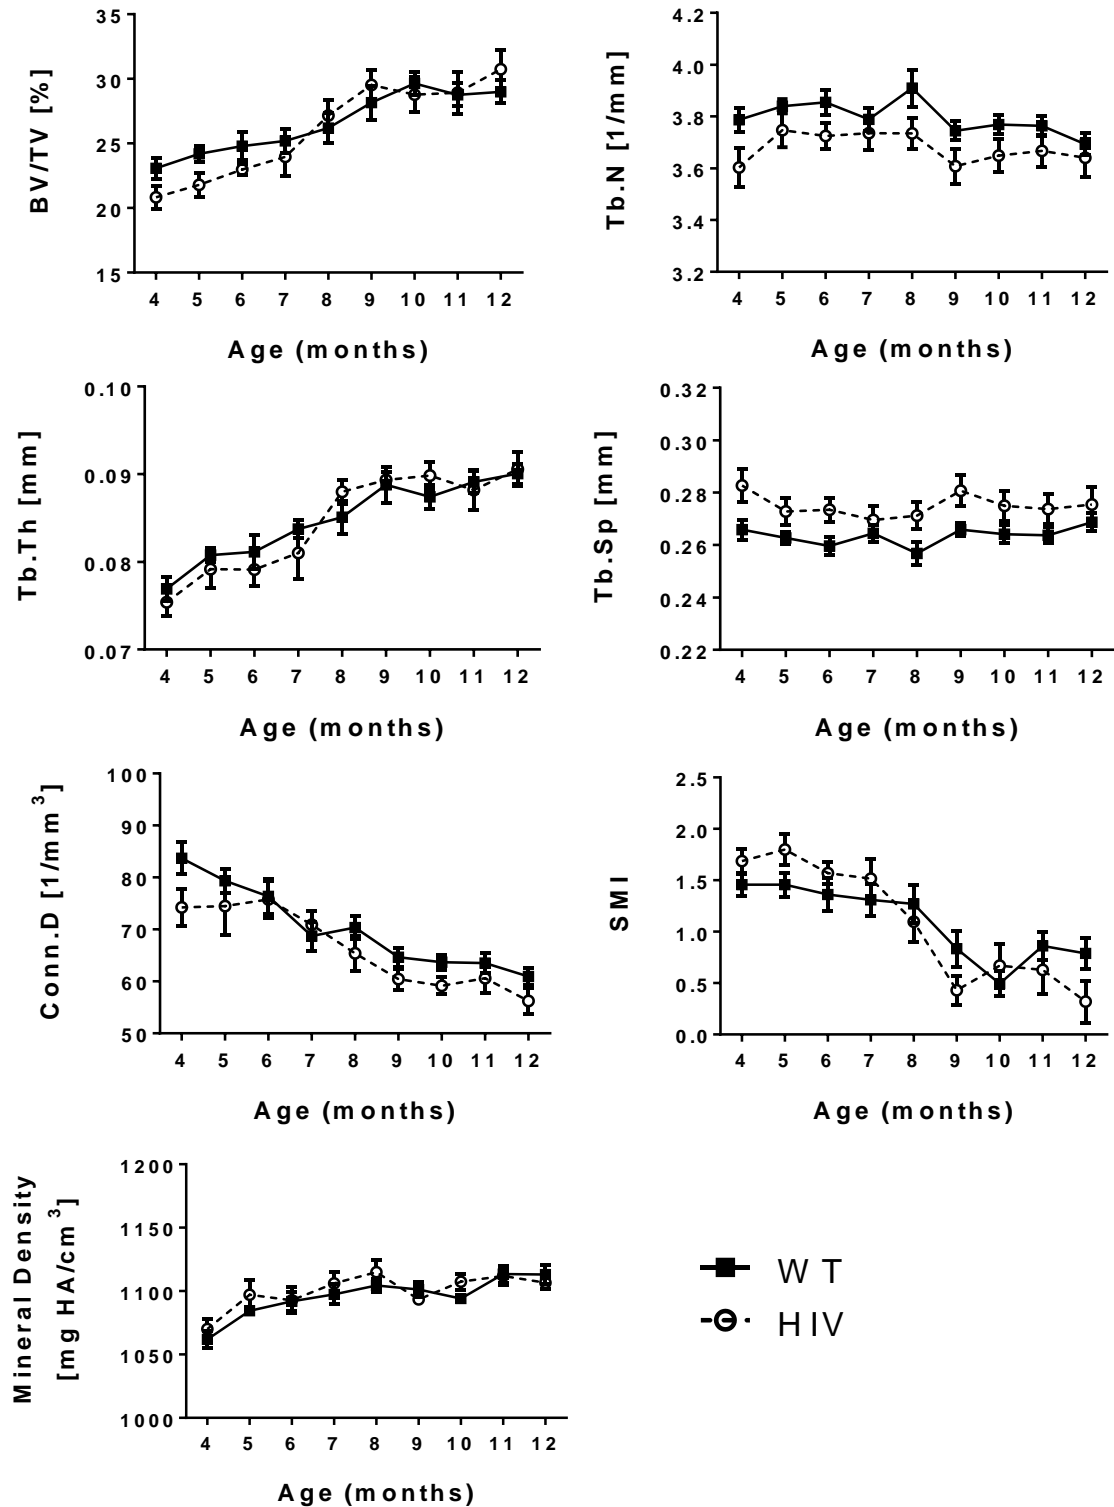 BV/TV [%]
35
30
25
20
15
4 5 6 7 8 9 10 11 12
Age (months)
Tb.N [1/mm]
4.2
4.0
3.8
3.6
3.4
3.2
4 5 6 7 8 9 10 11 12
Age (months)
Tb.Th [mm]
0.10
0.09
0.08
0.07
4 5 6 7 8 9 10 11 12
Age (months)
Tb.Sp [mm]
0.32
0.30
0.28
0.26
0.24
0.22
4 5 6 7 8 9 10 11 12
Age (months)
Conn.D [1/mm³]
100
90
80
70
60
50
4 5 6 7 8 9 10 11 12
Age (months)
SMI
2.5
2.0
1.5
1.0
0.5
0.0
4 5 6 7 8 9 10 11 12
Age (months)
Mineral Density
[mg HA/cm³]
1200
1150
1100
1050
1000
4 5 6 7 8 9 10 11 12
Age (months)
WT
HIV